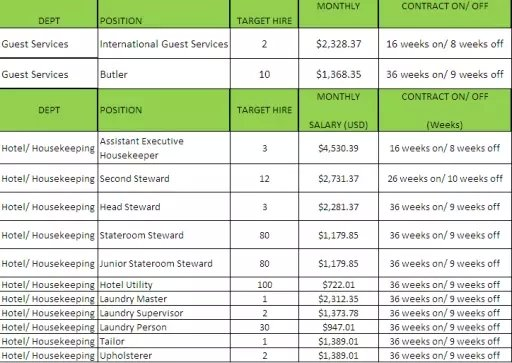 MONTHLY CONTRACT ON/ OFF
DEPT POSITION TARGET HIRE
Guest Services International Guest Services 2 $2,328.37 16 weeks on/ 8 weeks off
Guest Services Butler 10 $1,368.35 36 weeks on/ 9 weeks off
MONTHLY CONTRACT ON/ OFF
DEPT POSITION TARGET HIRE
SALARY (USD) (Weeks)
Hotel/ Housekeeping Assistant Executive Housekeeper 3 $4,530.39 16 weeks on/ 8 weeks off
Hotel/ Housekeeping Second Steward 12 $2,731.37 26 weeks on/ 10 weeks off
Hotel/ Housekeeping Head Steward 3 $2,281.37 36 weeks on/ 9 weeks off
Hotel/ Housekeeping Stateroom Steward 80 $1,179.85 36 weeks on/ 9 weeks off
Hotel/ Housekeeping Junior Stateroom Steward 80 $1,179.85 36 weeks on/ 9 weeks off
Hotel/ Housekeeping Hotel Utility 100 $722.01 36 weeks on/ 9 weeks off
Hotel/ Housekeeping Laundry Master 1 $2,312.35 36 weeks on/ 9 weeks off
Hotel/ Housekeeping Laundry Supervisor 2 $1,373.78 36 weeks on/ 9 weeks off
Hotel/ Housekeeping Laundry Person 30 $947.01 36 weeks on/ 9 weeks off
Hotel/ Housekeeping Tailor 1 $1,389.01 36 weeks on/ 9 weeks off
Hotel/ Housekeeping Upholsterer 2 $1,389.01 36 weeks on/ 9 weeks off